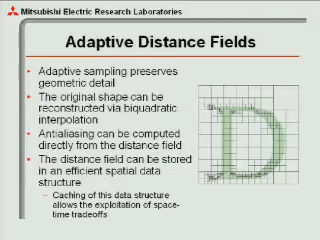 Mitsubishi Electric Research Laboratories
Adaptive Distance Fields
• Adaptive sampling preserves
geometric detail
• The original shape can be
reconstructed via biquadratic
interpolation
• Antialiasing can be computed
directly from the distance field
• The distance field can be stored
in an efficient spatial data
structure
– Caching of this data structure
allows the exploitation of space-
time tradeoffs
D